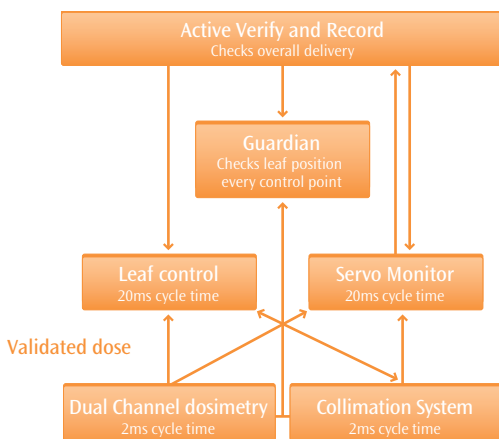 Active Verify and Record
Checks overall delivery
Guardian
Checks leaf position
every control point
Leaf control
20ms cycle time
Servo Monitor
20ms cycle time
Validated dose
Dual Channel dosimetry
2ms cycle time
Collimation System
2ms cycle time